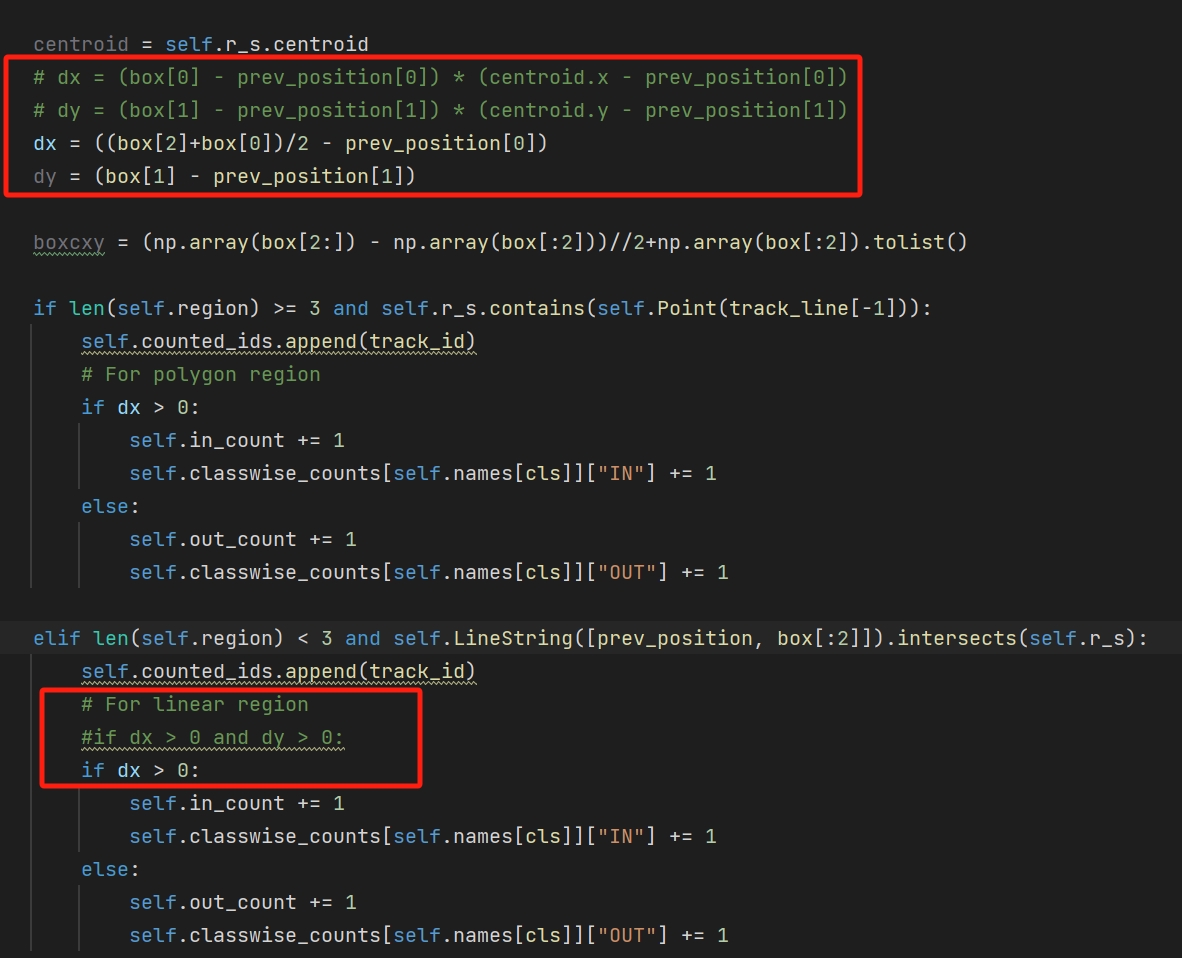 centroid = self.r_s.centroid
# dx = (box[0] - prev_position[0]) * (centroid.x - prev_position[0])
# dy = (box[1] - prev_position[1]) * (centroid.y - prev_position[1])
dx = ((box[2]+box[0])/2 - prev_position[0])
dy = (box[1] - prev_position[1])
boxcxy = (np.array(box[2:]) - np.array(box[:2]))//2+np.array(box[:2]).tolist()
if len(self.region) >= 3 and self.r_s.contains(self.Point(track_line[-1])):
self.counted_ids.append(track_id)
# For polygon region
if dx > 0:
self.in_count += 1
self.classwise_counts[self.names[cls]]["IN"] += 1
else:
self.out_count += 1
self.classwise_counts[self.names[cls]]["OUT"] += 1
elif len(self.region) < 3 and self.LineString([prev_position, box[:2]]).intersects(self.r_s):
self.counted_ids.append(track_id)
# For linear region
#if dx > 0 and dy > 0:
if dx > 0:
self.in_count += 1
self.classwise_counts[self.names[cls]]["IN"] += 1
else:
self.out_count += 1
self.classwise_counts[self.names[cls]]["OUT"] += 1